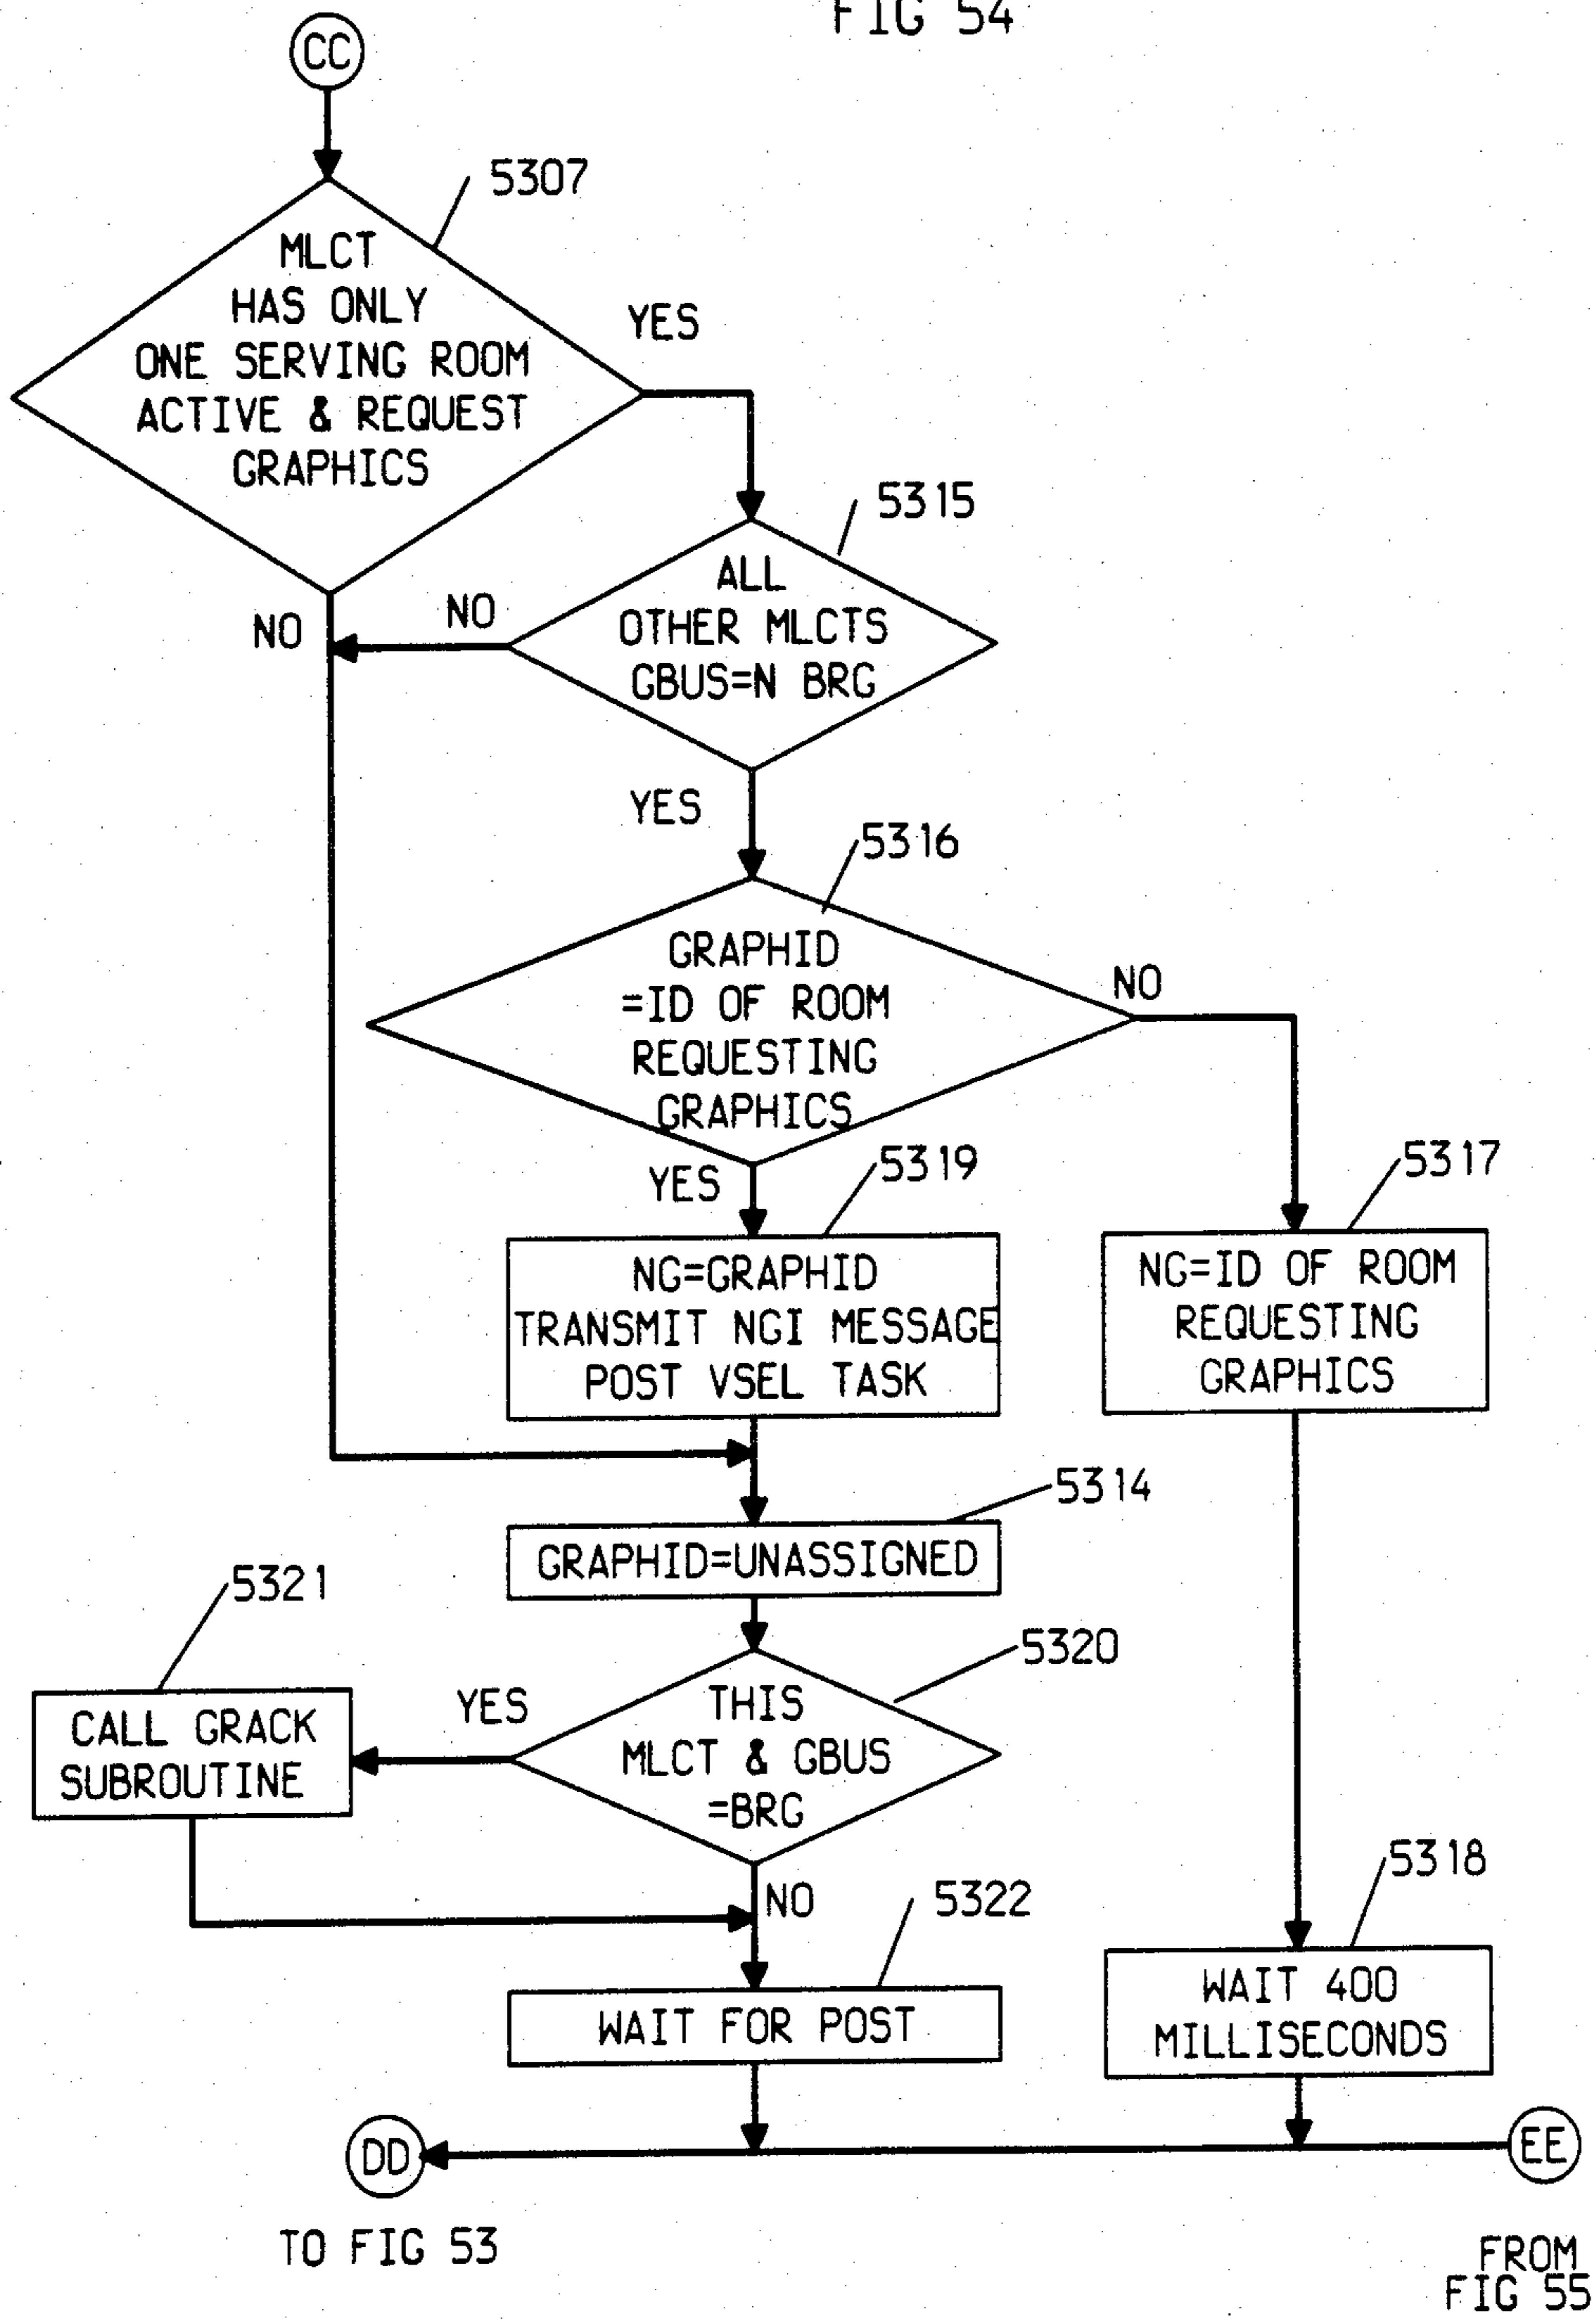 FIG 54
CC
5307
MLCT
HAS ONLY
ONE SERVING ROOM
ACTIVE & REQUEST
GRAPHICS
YES
NO
5315
ALL
OTHER MLCTS
GBUS=N BRG
NO
YES
5316
GRAPHID
=ID OF ROOM
REQUESTING
GRAPHICS
NO
YES
5319
NG=GRAPHID
TRANSMIT NGI MESSAGE
POST VSEL TASK
5317
NG=ID OF ROOM
REQUESTING
GRAPHICS
5314
GRAPHID=UNASSIGNED
5321
CALL GRACK
SUBROUTINE
YES
5320
THIS
MLCT & GBUS
=BRG
NO
5322
WAIT FOR POST
5318
WAIT 400
MILLISECONDS
DD
EE
TO FIG 53
FROM
FIG 55